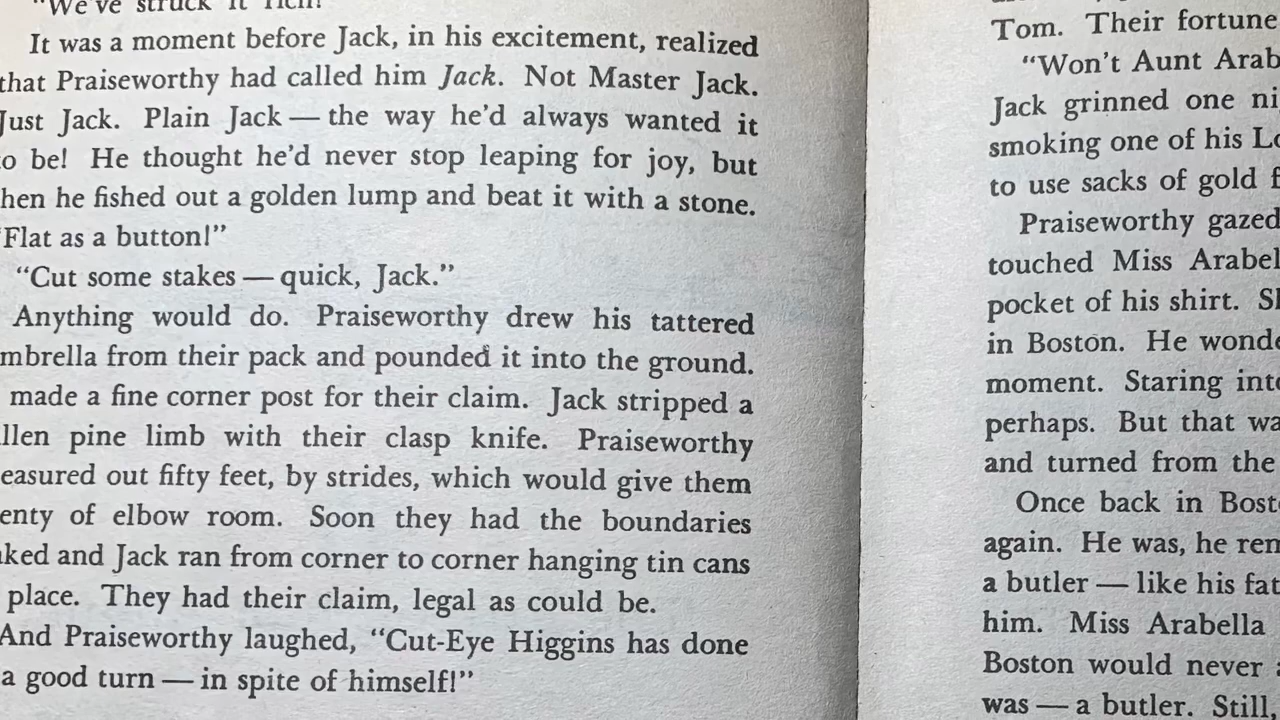 "We've struck it rich!
It was a moment before Jack, in his excitement, realized
that Praiseworthy had called him Jack. Not Master Jack.
Just Jack. Plain Jack — the way he'd always wanted it
to be! He thought he'd never stop leaping for joy, but
then he fished out a golden lump and beat it with a stone.
"Flat as a button!"
"Cut some stakes — quick, Jack."
Anything would do. Praiseworthy drew his tattered
mbrella from their pack and pounded it into the ground.
made a fine corner post for their claim. Jack stripped a
llen pine limb with their clasp knife. Praiseworthy
easured out fifty feet, by strides, which would give them
enty of elbow room. Soon they had the boundaries
ked and Jack ran from corner to corner hanging tin cans
place. They had their claim, legal as could be.
And Praiseworthy laughed, "Cut-Eye Higgins has done
a good turn — in spite of himself!"
Tom. Their fortune
"Won't Aunt Arab
Jack grinned one ni
smoking one of his Lo
to use sacks of gold f
Praiseworthy gazed
touched Miss Arabel
pocket of his shirt. Sh
in Boston. He wonde
moment. Staring into
perhaps. But that wa
and turned from the
Once back in Bost
again. He was, he rem
a butler — like his fat
him. Miss Arabella
Boston would never a
was — a butler. Still,